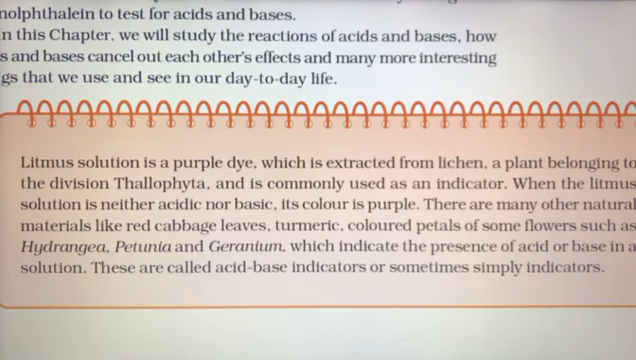 nolphthalein to test for acids and bases.
n this Chapter, we will study the reactions of acids and bases, how
s and bases cancel out each other's effects and many more interesting
gs that we use and see in our day-to-day life.
Litmus solution is a purple dye, which is extracted from lichen, a plant belonging to
the division Thallophyta, and is commonly used as an indicator. When the litmus
solution is neither acidic nor basic, its colour is purple. There are many other natural
materials like red cabbage leaves, turmeric, coloured petals of some flowers such as
Hydrangea, Petunia and Geranium, which indicate the presence of acid or base in a
solution. These are called acid-base indicators or sometimes simply indicators.